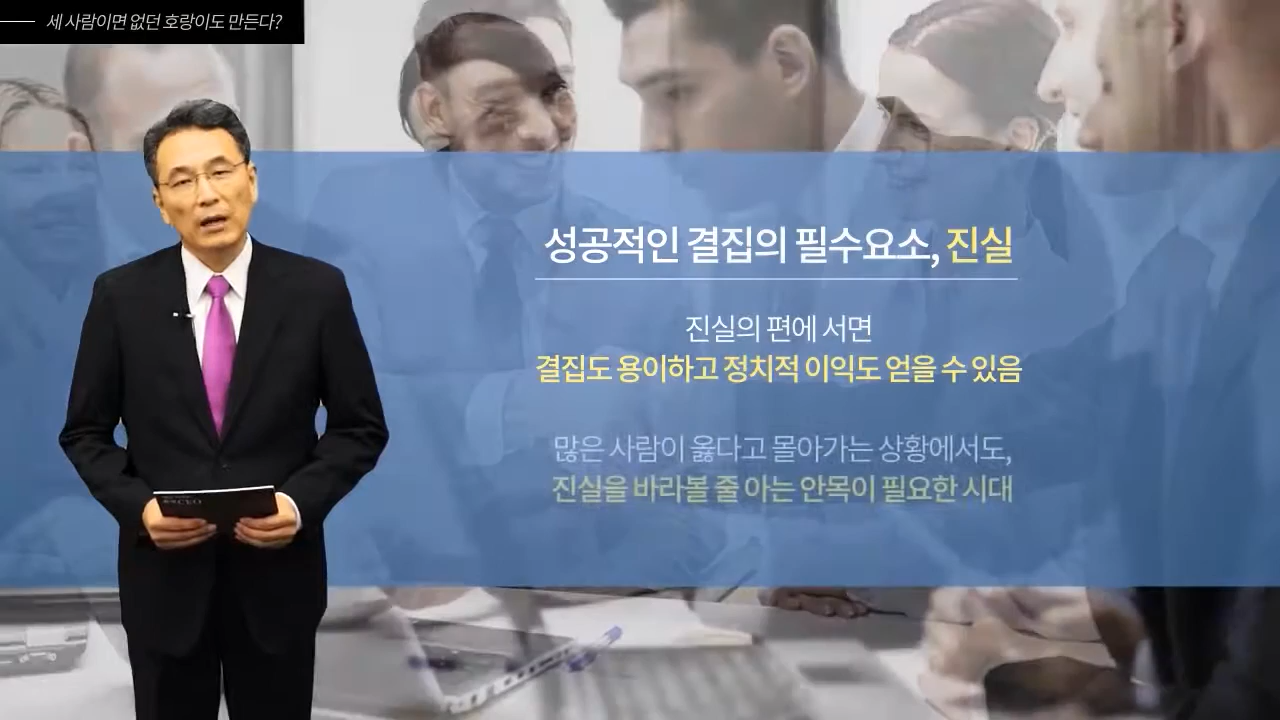 세 사람이면 없던 호랑이도 만든다?
성공적인 결집의 필수요소, 진실
진실의 편에 서면
결집도 용이하고 정치적 이익도 얻을 수 있음
많은 사람이 옳다고 몰아가는 상황에서도,
진실을 바라볼 줄 아는 안목이 필요한 시대